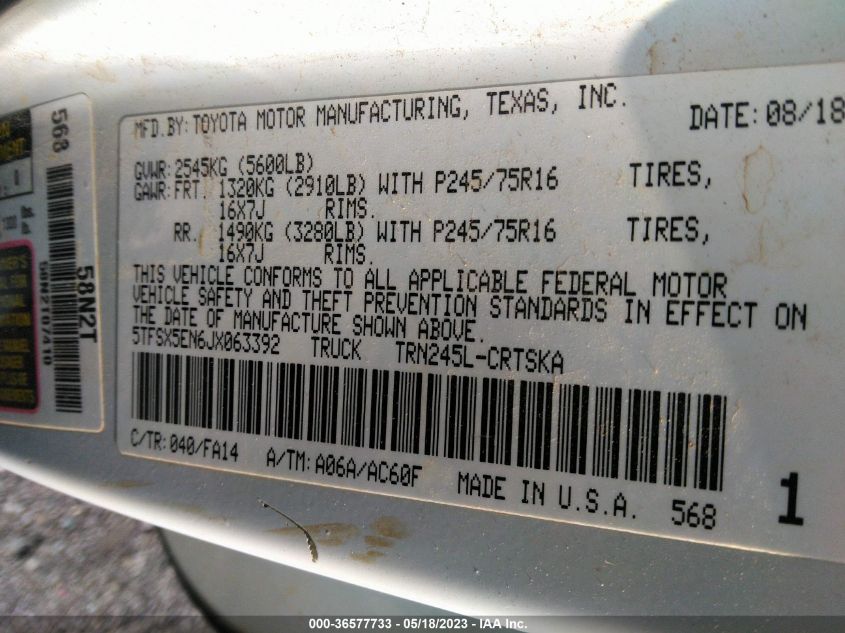 MFD.BY: TOYOTA MOTOR MANUFACTURING, TEXAS, INC. DATE: 08/18
GVWR: 2545KG (5600LB)
GAWR: FRT. 1320KG (2910LB) WITH P245/75R16 TIRES,
16X7J RIMS.
RR. 1490KG (3280LB) WITH P245/75R16 TIRES,
16X7J RIMS.
THIS VEHICLE CONFORMS TO ALL APPLICABLE FEDERAL MOTOR
VEHICLE SAFETY AND THEFT PREVENTION STANDARDS IN EFFECT ON
THE DATE OF MANUFACTURE SHOWN ABOVE.
5TFSX5EN6JX063392 TRUCK TRN245L-CRTSKA
C/TR: 040/FA14 A/TM: A06A/AC60F MADE IN U.S.A. 568 1
568
58N2T
58N2107410
000-36577733 - 05/18/2023 - IAA Inc.